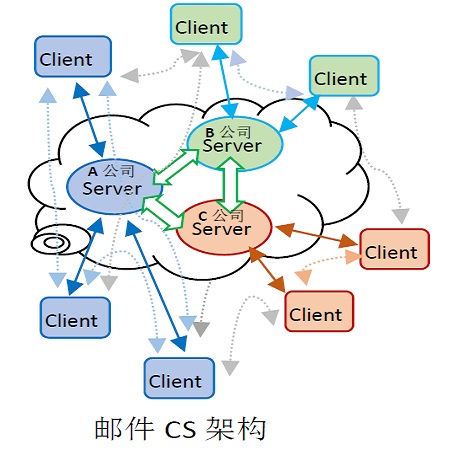 Client
Client
Client
B 公司
Server
A 公司
Server
C 公司
Server
Client
Client
Client
Client
邮件 CS 架构